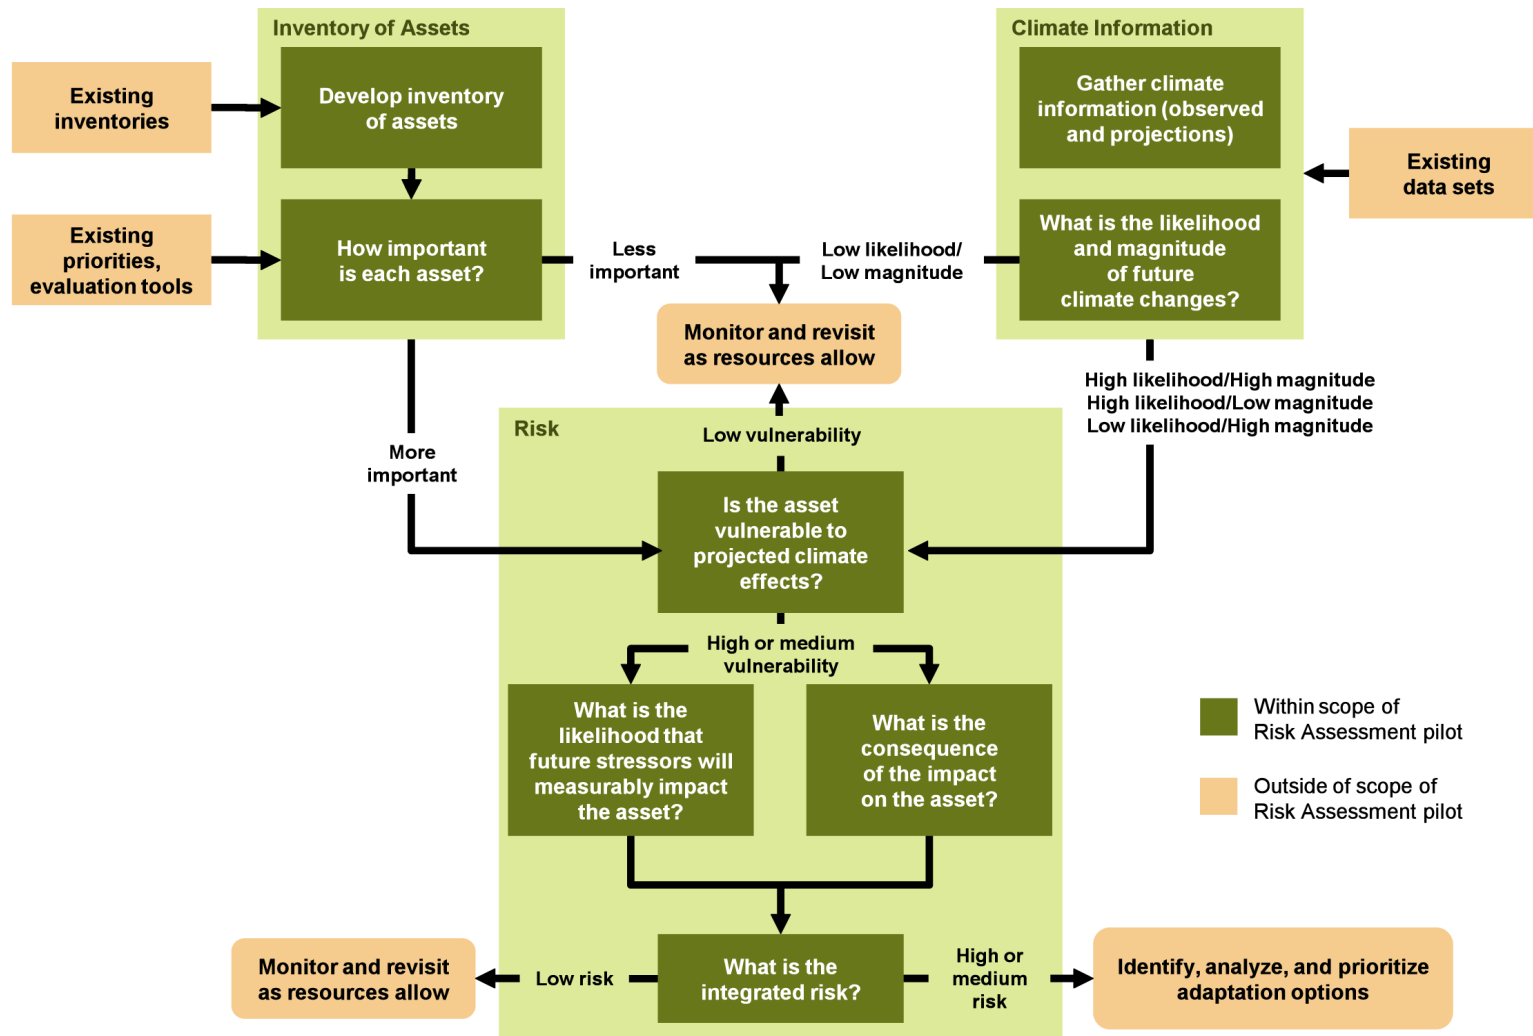 Inventory of Assets
Existing
inventories
Develop inventory
of assets
Existing
priorities,
evaluation tools
How important
is each asset?
Less
important
Low likelihood/
Low magnitude
Climate Information
Gather climate
information (observed
and projections)
Existing
data sets
What is the likelihood
and magnitude
of future
climate changes?
Monitor and revisit
as resources allow
High likelihood/High magnitude
High likelihood/Low magnitude
Low likelihood/High magnitude
More
important
Risk
Low vulnerability
Is the asset
vulnerable to
projected climate
effects?
High or medium
vulnerability
What is the
likelihood that
future stressors will
measurably impact
the asset?
What is the
consequence
of the impact
on the asset?
Within scope of
Risk Assessment pilot
Outside of scope of
Risk Assessment pilot
Monitor and revisit
as resources allow
Low risk
What is the
integrated risk?
High or
medium
risk
Identify, analyze, and prioritize
adaptation options